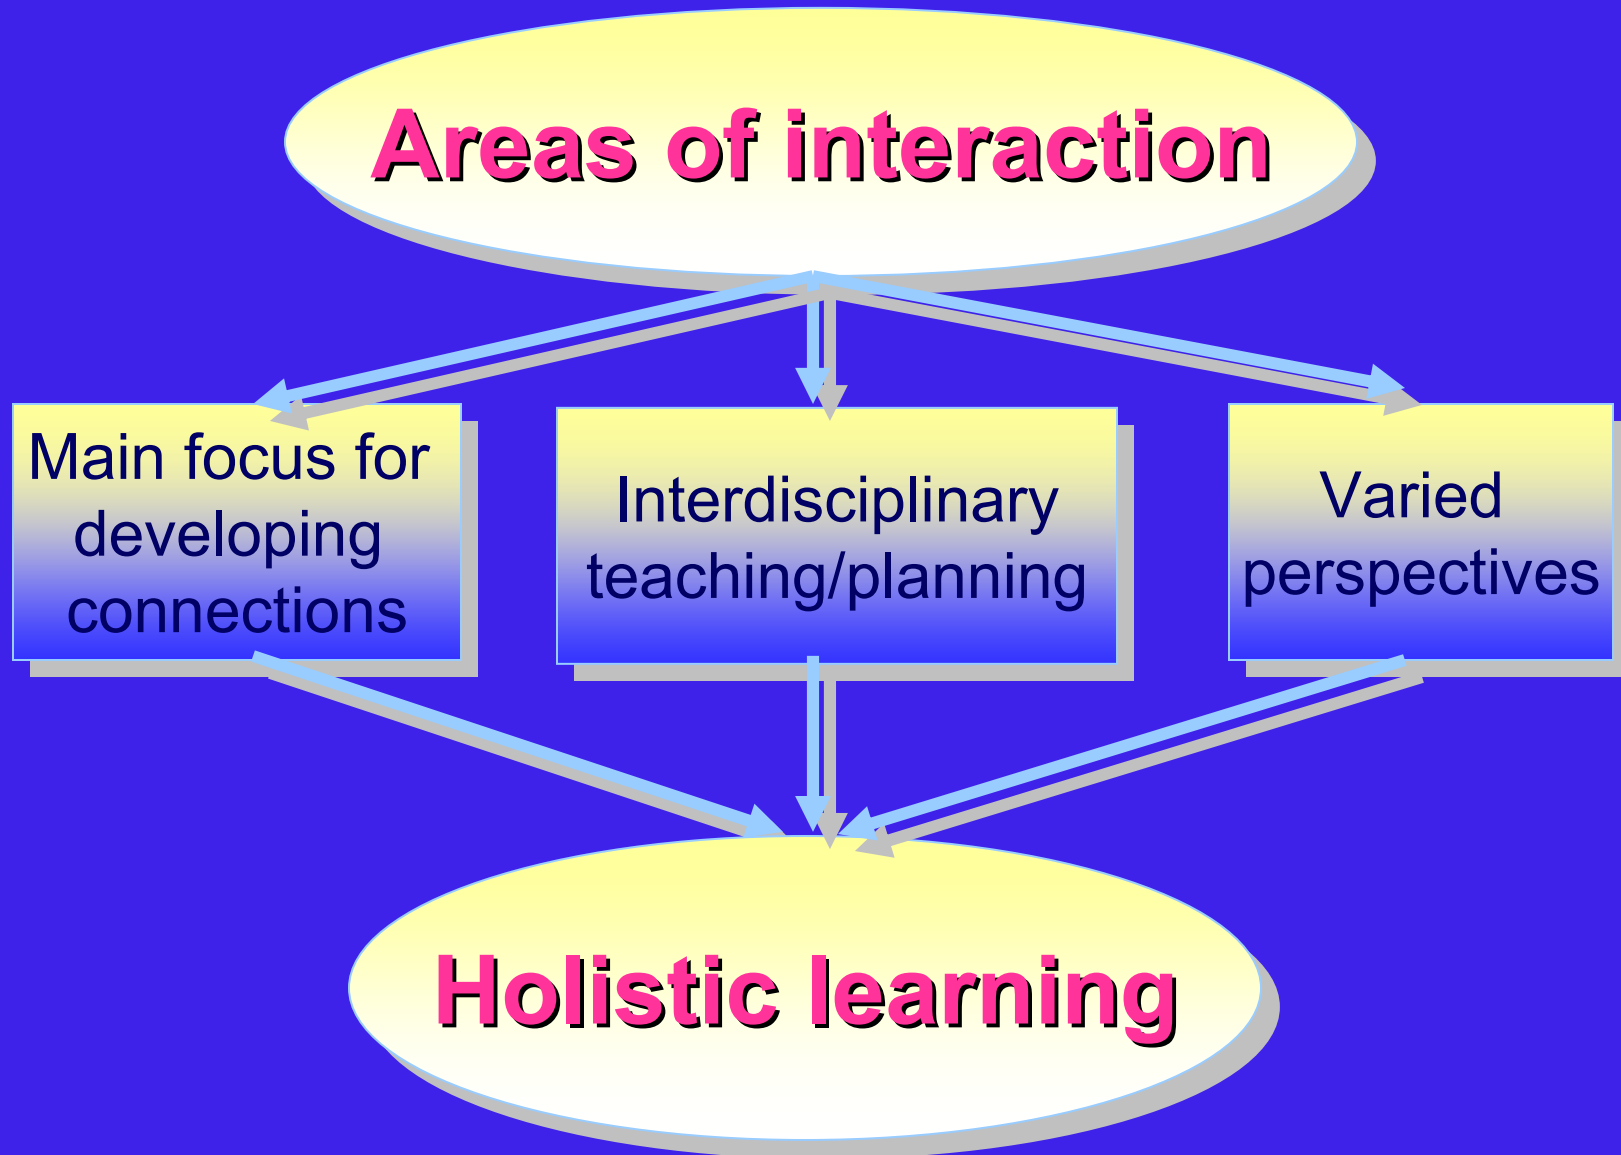 Areas of interaction
Main focus for
developing
connections
Interdisciplinary
teaching/planning
Varied
perspectives
Holistic learning